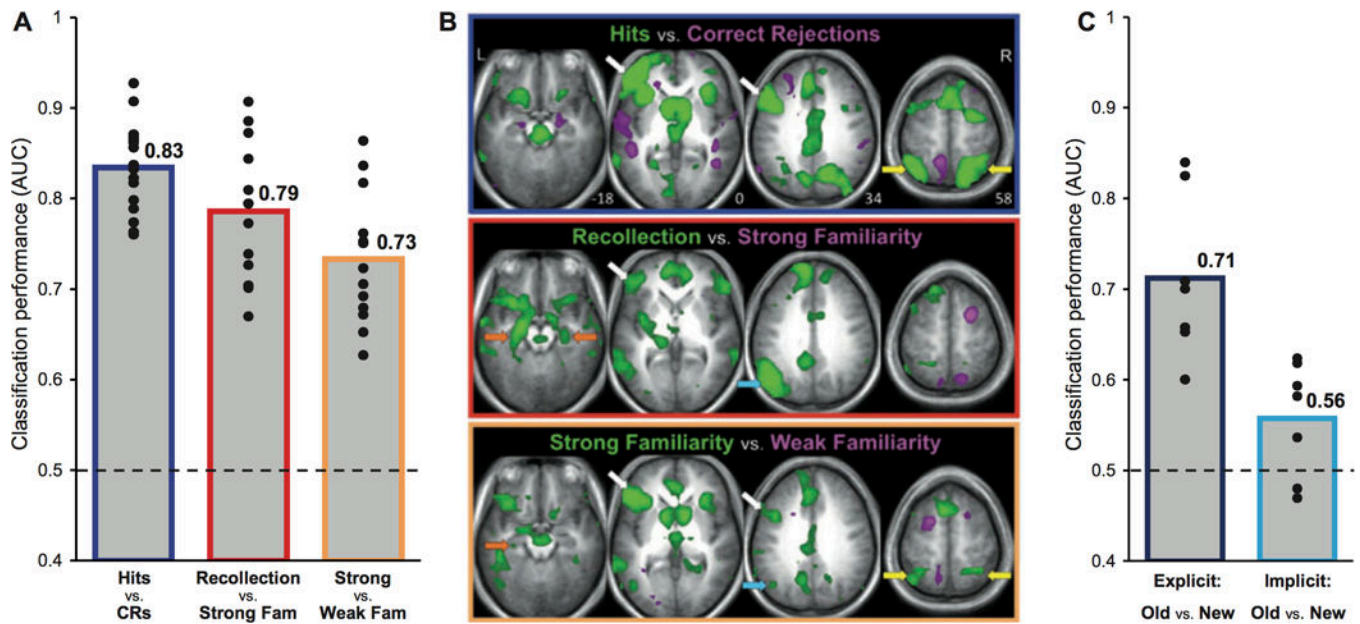 A
Classification performance (AUC)
1
0.9
0.8
0.7
0.6
0.5
0.4
0.83
0.79
0.73
Hits
vs.
CRs
Recollection
vs.
Strong Fam
Strong
vs.
Weak Fam
B
Hits vs. Correct Rejections
L
R
-18
0
34
58
Recollection vs. Strong Familiarity
Strong Familiarity vs. Weak Familiarity
C
Classification performance (AUC)
1
0.9
0.8
0.7
0.6
0.5
0.4
0.71
0.56
Explicit:
Old vs. New
Implicit:
Old vs. New